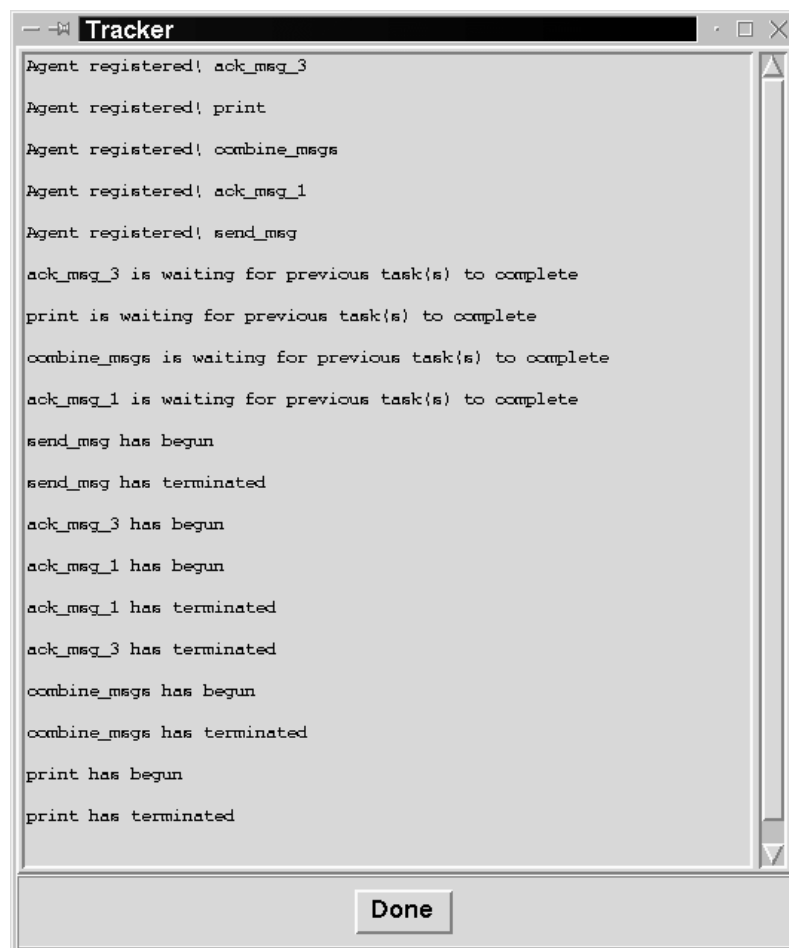 Tracker
Agent registered! ack_msg_3
Agent registered! print
Agent registered! combine_msgs
Agent registered! ack_msg_1
Agent registered! send_msg
ack_msg_3 is waiting for previous task(s) to complete
print is waiting for previous task(s) to complete
combine_msgs is waiting for previous task(s) to complete
ack_msg_1 is waiting for previous task(s) to complete
send_msg has begun
send_msg has terminated
ack_msg_3 has begun
ack_msg_1 has begun
ack_msg_1 has terminated
ack_msg_3 has terminated
combine_msgs has begun
combine_msgs has terminated
print has begun
print has terminated
Done